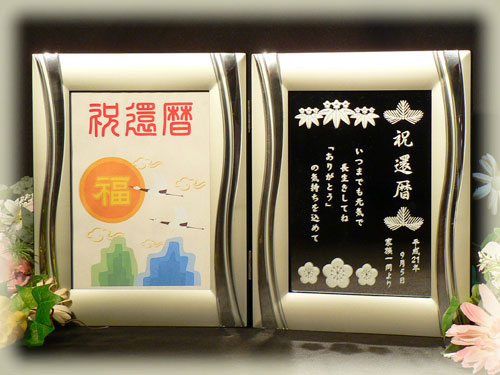 祝還暦
福
祝還暦
いつまでも元気で
長生きしてね
「ありがとう」
の気持ちを込めて
平成21年
9月5日
家族一同より